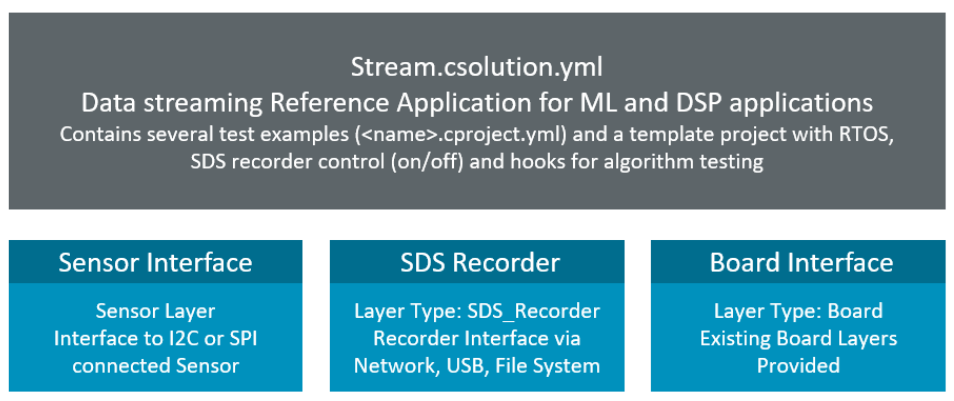 Stream.csolution.yml
Data streaming Reference Application for ML and DSP applications
Contains several test examples (<name>.cproject.yml) and a template project with RTOS,
SDS recorder control (on/off) and hooks for algorithm testing
Sensor Interface
Sensor Layer
Interface to I2C or SPI
connected Sensor
SDS Recorder
Layer Type: SDS_Recorder
Recorder Interface via
Network, USB, File System
Board Interface
Layer Type: Board
Existing Board Layers
Provided